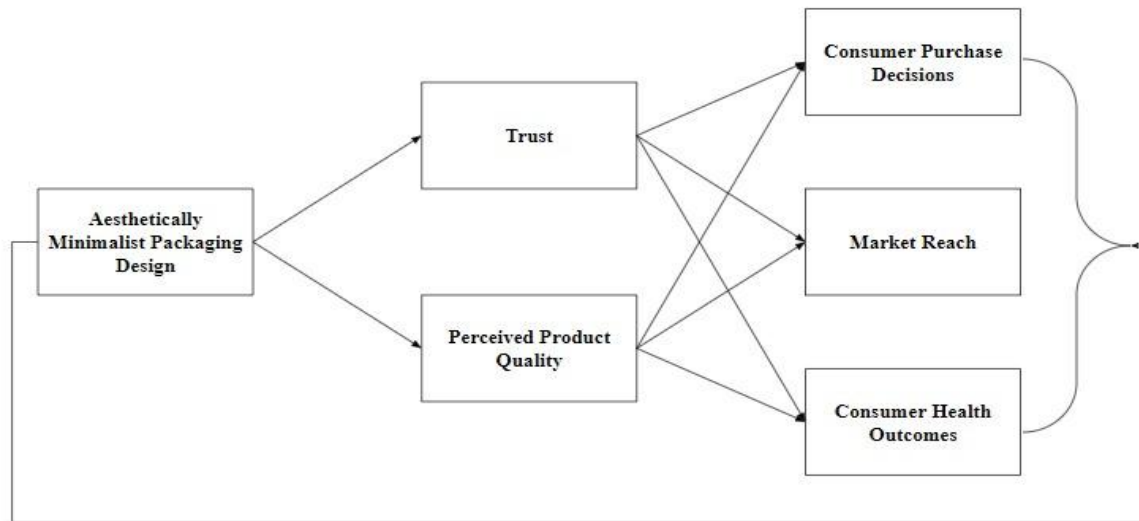 Consumer Purchase
Decisions
Trust
Aesthetically
Minimalist Packaging
Design
Market Reach
Perceived Product
Quality
Consumer Health
Outcomes